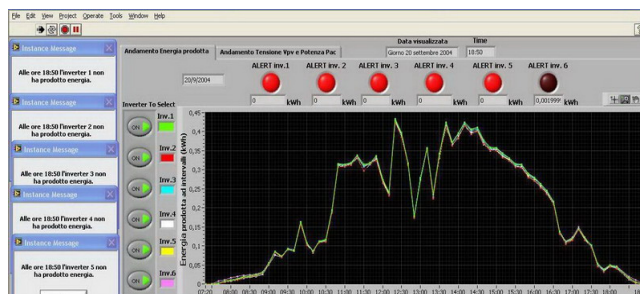 File Edit View Project Operate Tools Window Help
Instance Message
Alle ore 18:50 l'inverter 1 non
ha prodotto energia.
Instance Message
Alle ore 18:50 l'inverter 2 non
ha prodotto energia.
Instance Message
Alle ore 18:50 l'inverter 3 non
ha prodotto energia.
Instance Message
Alle ore 18:50 l'inverter 4 non
ha prodotto energia.
Instance Message
Alle ore 18:50 l'inverter 5 non
ha prodotto energia.
Data visualizzata Time
Andamento Energia prodotta Andamento Tensione Vpv e Potenza Pac Giorno 20 settembre 2004 18:50
ALERT inv.1 ALERT inv. 2 ALERT inv. 3 ALERT inv. 4 ALERT inv. 5 ALERT inv. 6
20/9/2004
0 kWh 0 kWh 0 kWh 0 kWh 0 kWh 0,001999 kWh
Inverter To Select
ON Inv.1
ON Inv.2
ON Inv.3
ON Inv.4
ON Inv.5
ON Inv.6
Energia prodotta ad intervalli (kWh)
0,45
0,4
0,35
0,3
0,25
0,2
0,15
0,1
0,05
0
07:20 08:00 08:30 09:00 09:30 10:00 10:30 11:00 11:30 12:00 12:30 13:00 13:30 14:00 14:30 15:00 15:30 16:00 16:30 17:00 17:30 18:00